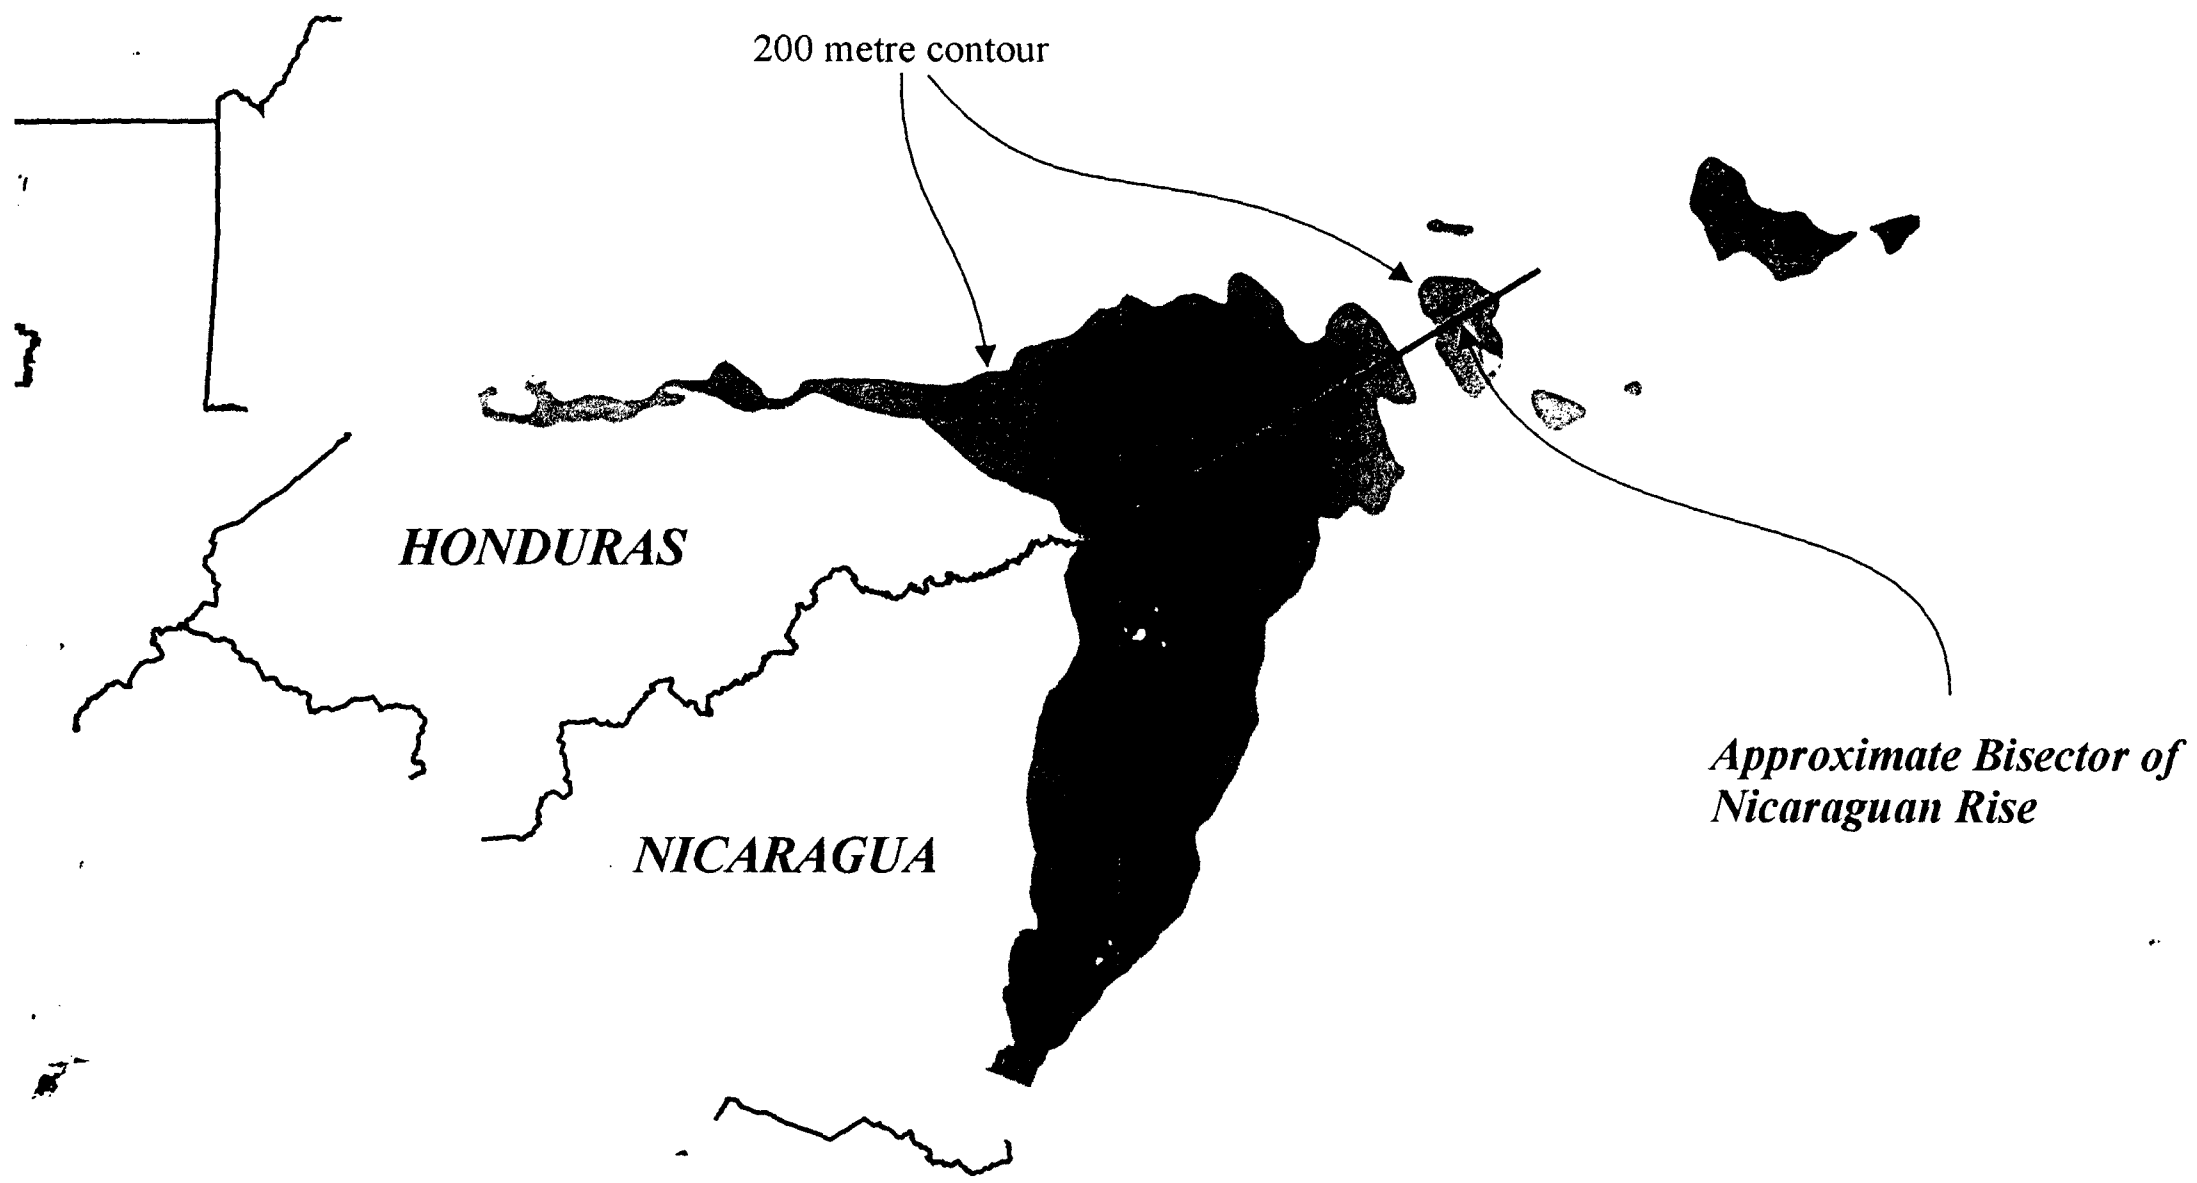 200 metre contour
HONDURAS
NICARAGUA
Approximate Bisector of
Nicaraguan Rise